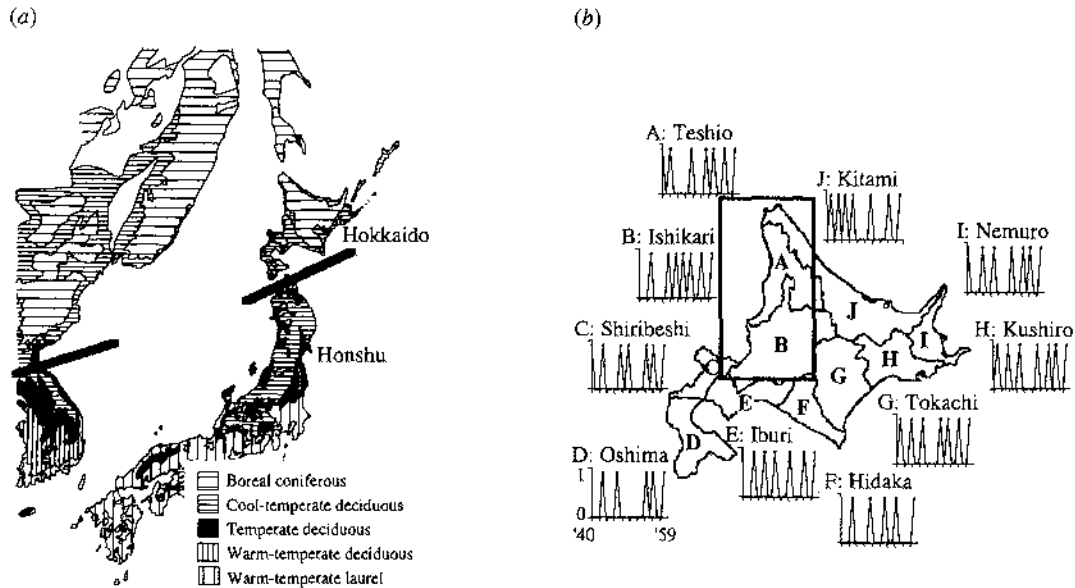 (a)
Hokkaido
Honshu
Boreal coniferous
Cool-temperate deciduous
Temperate deciduous
Warm-temperate deciduous
Warm-temperate laurel
(b)
A: Teshio
J: Kitami
B: Ishikari
I: Nemuro
C: Shiribeshi
H: Kushiro
G: Tokachi
E: Iburi
D: Oshima
F: Hidaka
1
0
'40
'59
A
J
I
B
H
G
C
E
F
D